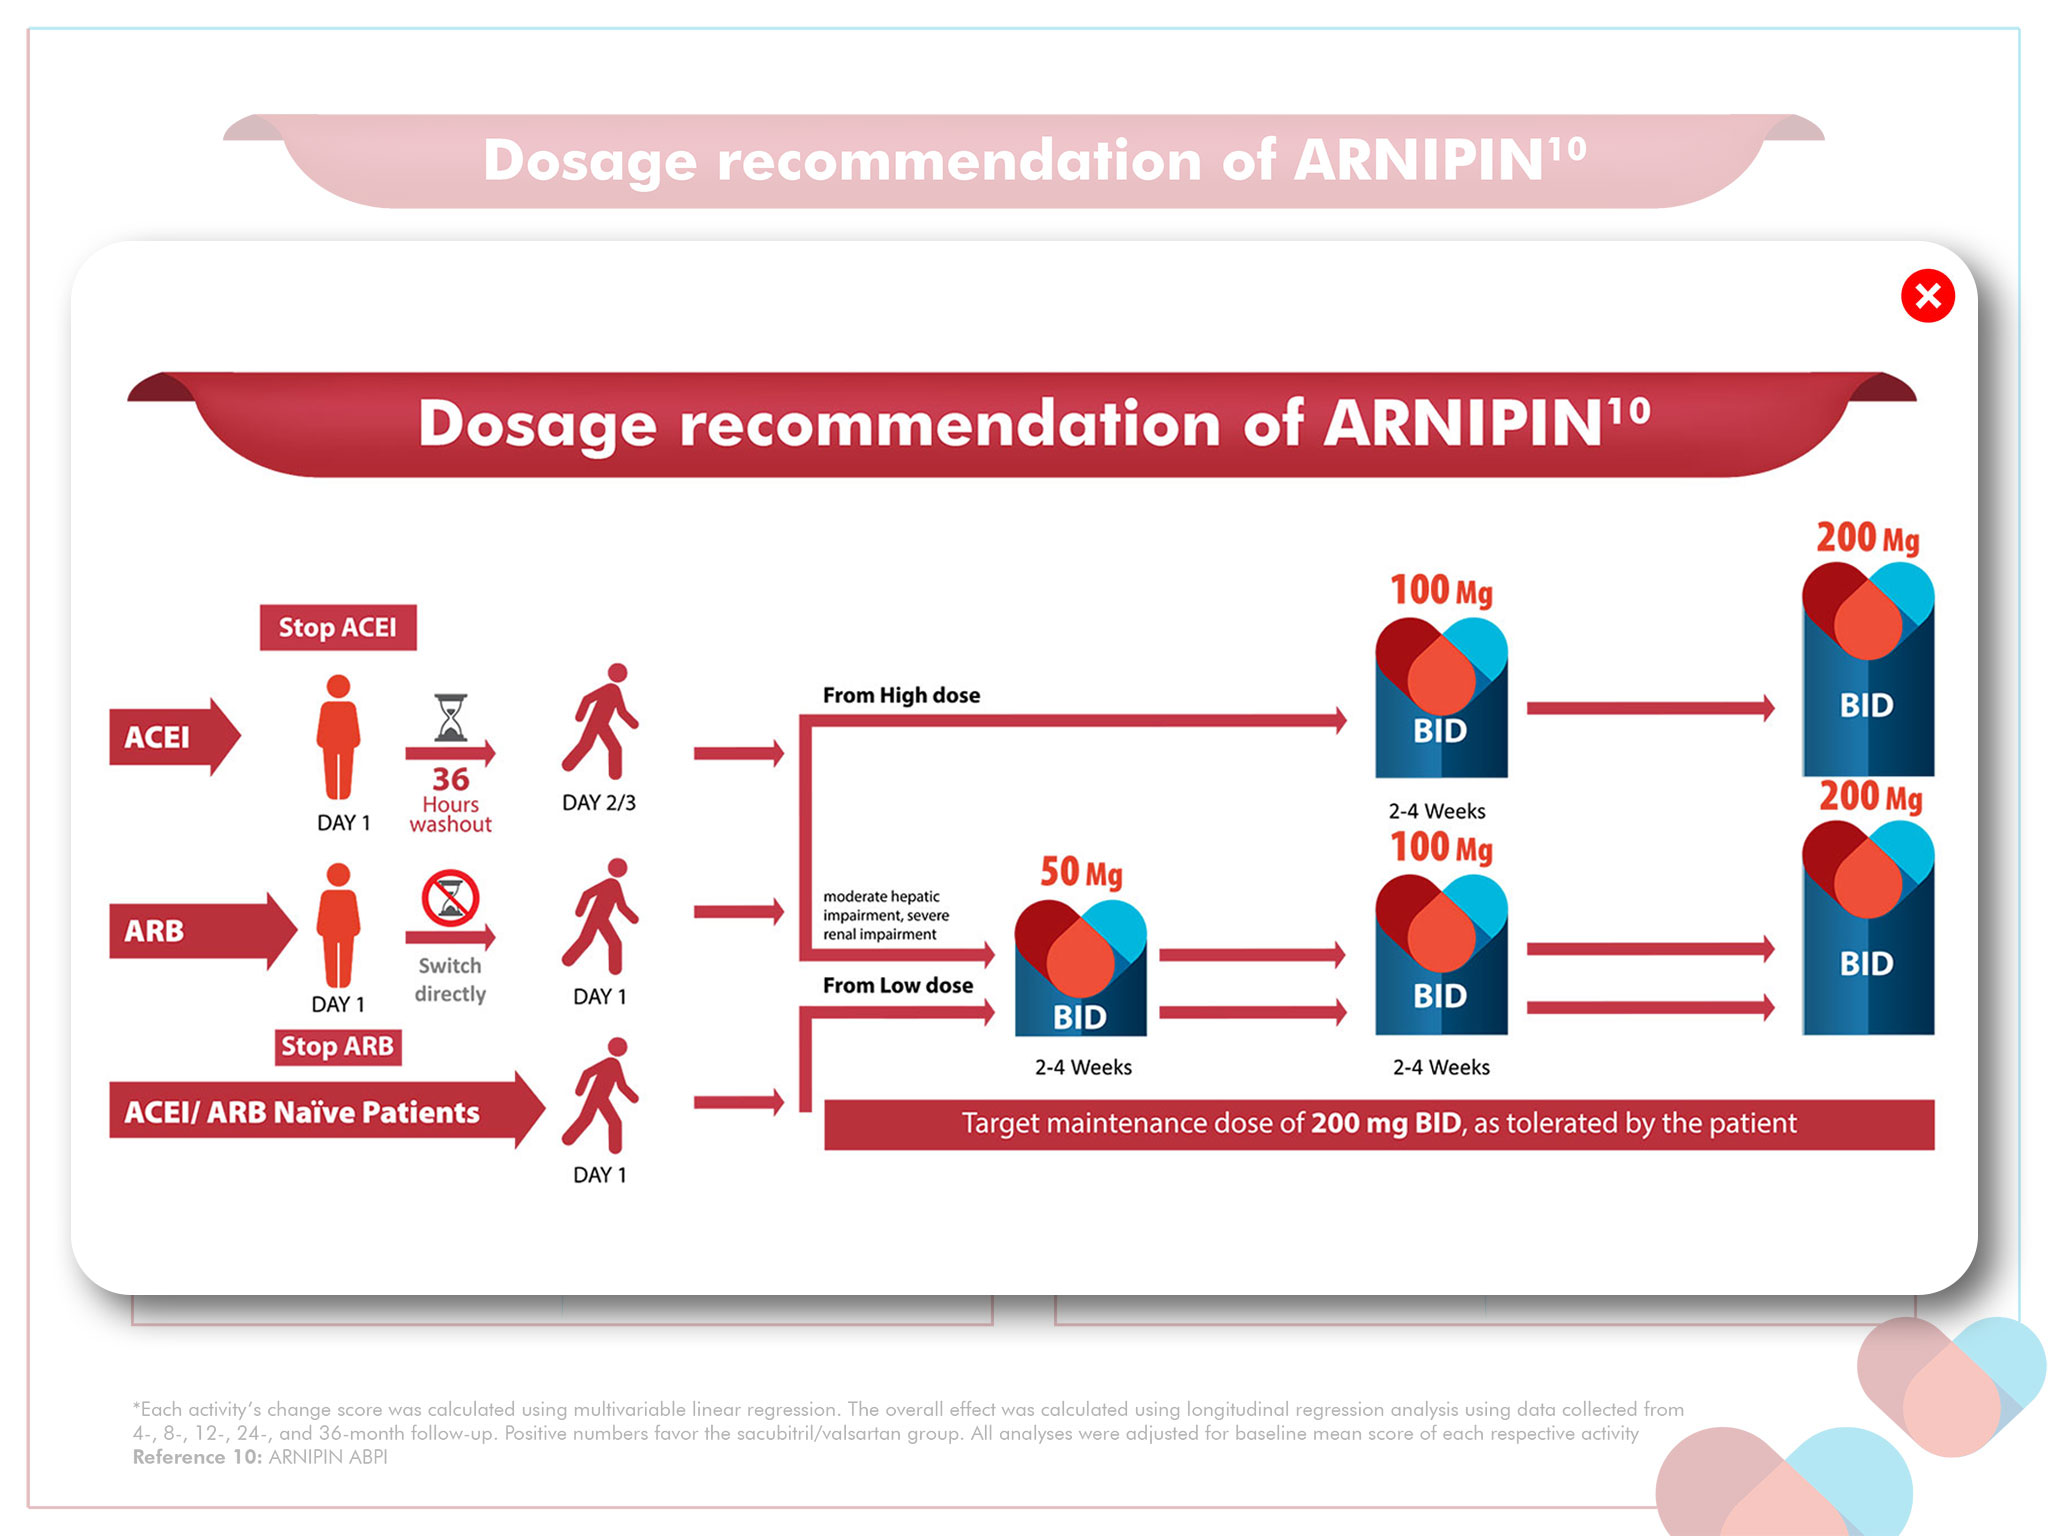 Dosage recommendation of ARNIPIN¹⁰
Dosage recommendation of ARNIPIN¹⁰
Stop ACEI
ACEI
DAY 1
36
Hours
washout
DAY 2/3
ARB
DAY 1
Switch
directly
DAY 1
Stop ARB
ACEI/ ARB Naïve Patients
DAY 1
From High dose
moderate hepatic
impairment, severe
renal impairment
From Low dose
50 Mg
BID
2-4 Weeks
100 Mg
BID
2-4 Weeks
100 Mg
BID
2-4 Weeks
200 Mg
BID
200 Mg
BID
Target maintenance dose of 200 mg BID, as tolerated by the patient
*Each activity's change score was calculated using multivariable linear regression. The overall effect was calculated using longitudinal regression analysis using data collected from
4-, 8-, 12-, 24-, and 36-month follow-up. Positive numbers favor the sacubitril/valsartan group. All analyses were adjusted for baseline mean score of each respective activity
Reference 10: ARNIPIN ABPI